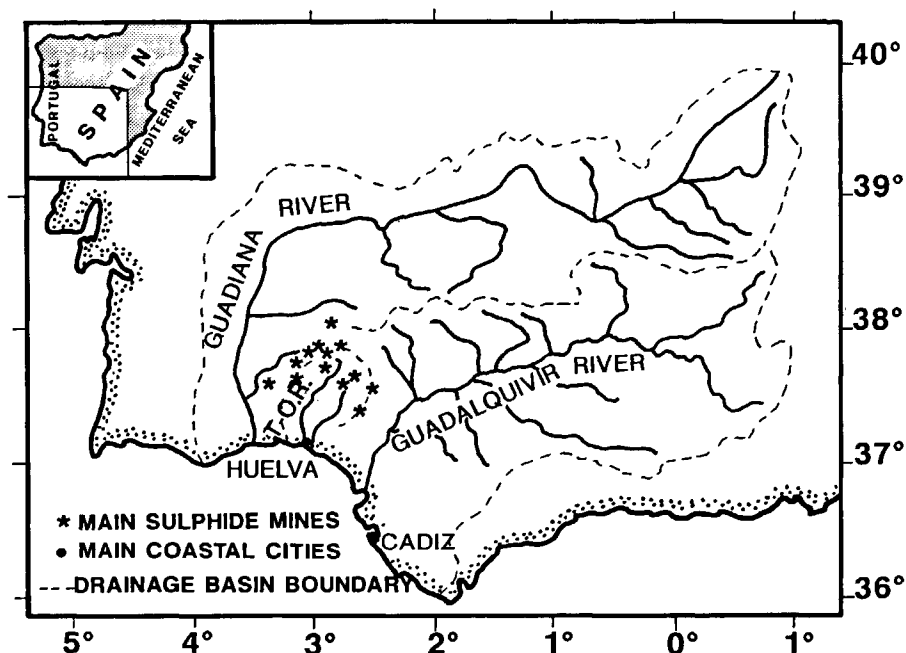 PORTUGAL
SPAIN
MEDITERRANEAN
SEA
40°
39°
38°
37°
36°
GUADIANA
RIVER
T.O.R.
GUADALQUIVIR RIVER
HUELVA
CADIZ
* MAIN SULPHIDE MINES
● MAIN COASTAL CITIES
--- DRAINAGE BASIN BOUNDARY
5° 4° 3° 2° 1° 0° 1°